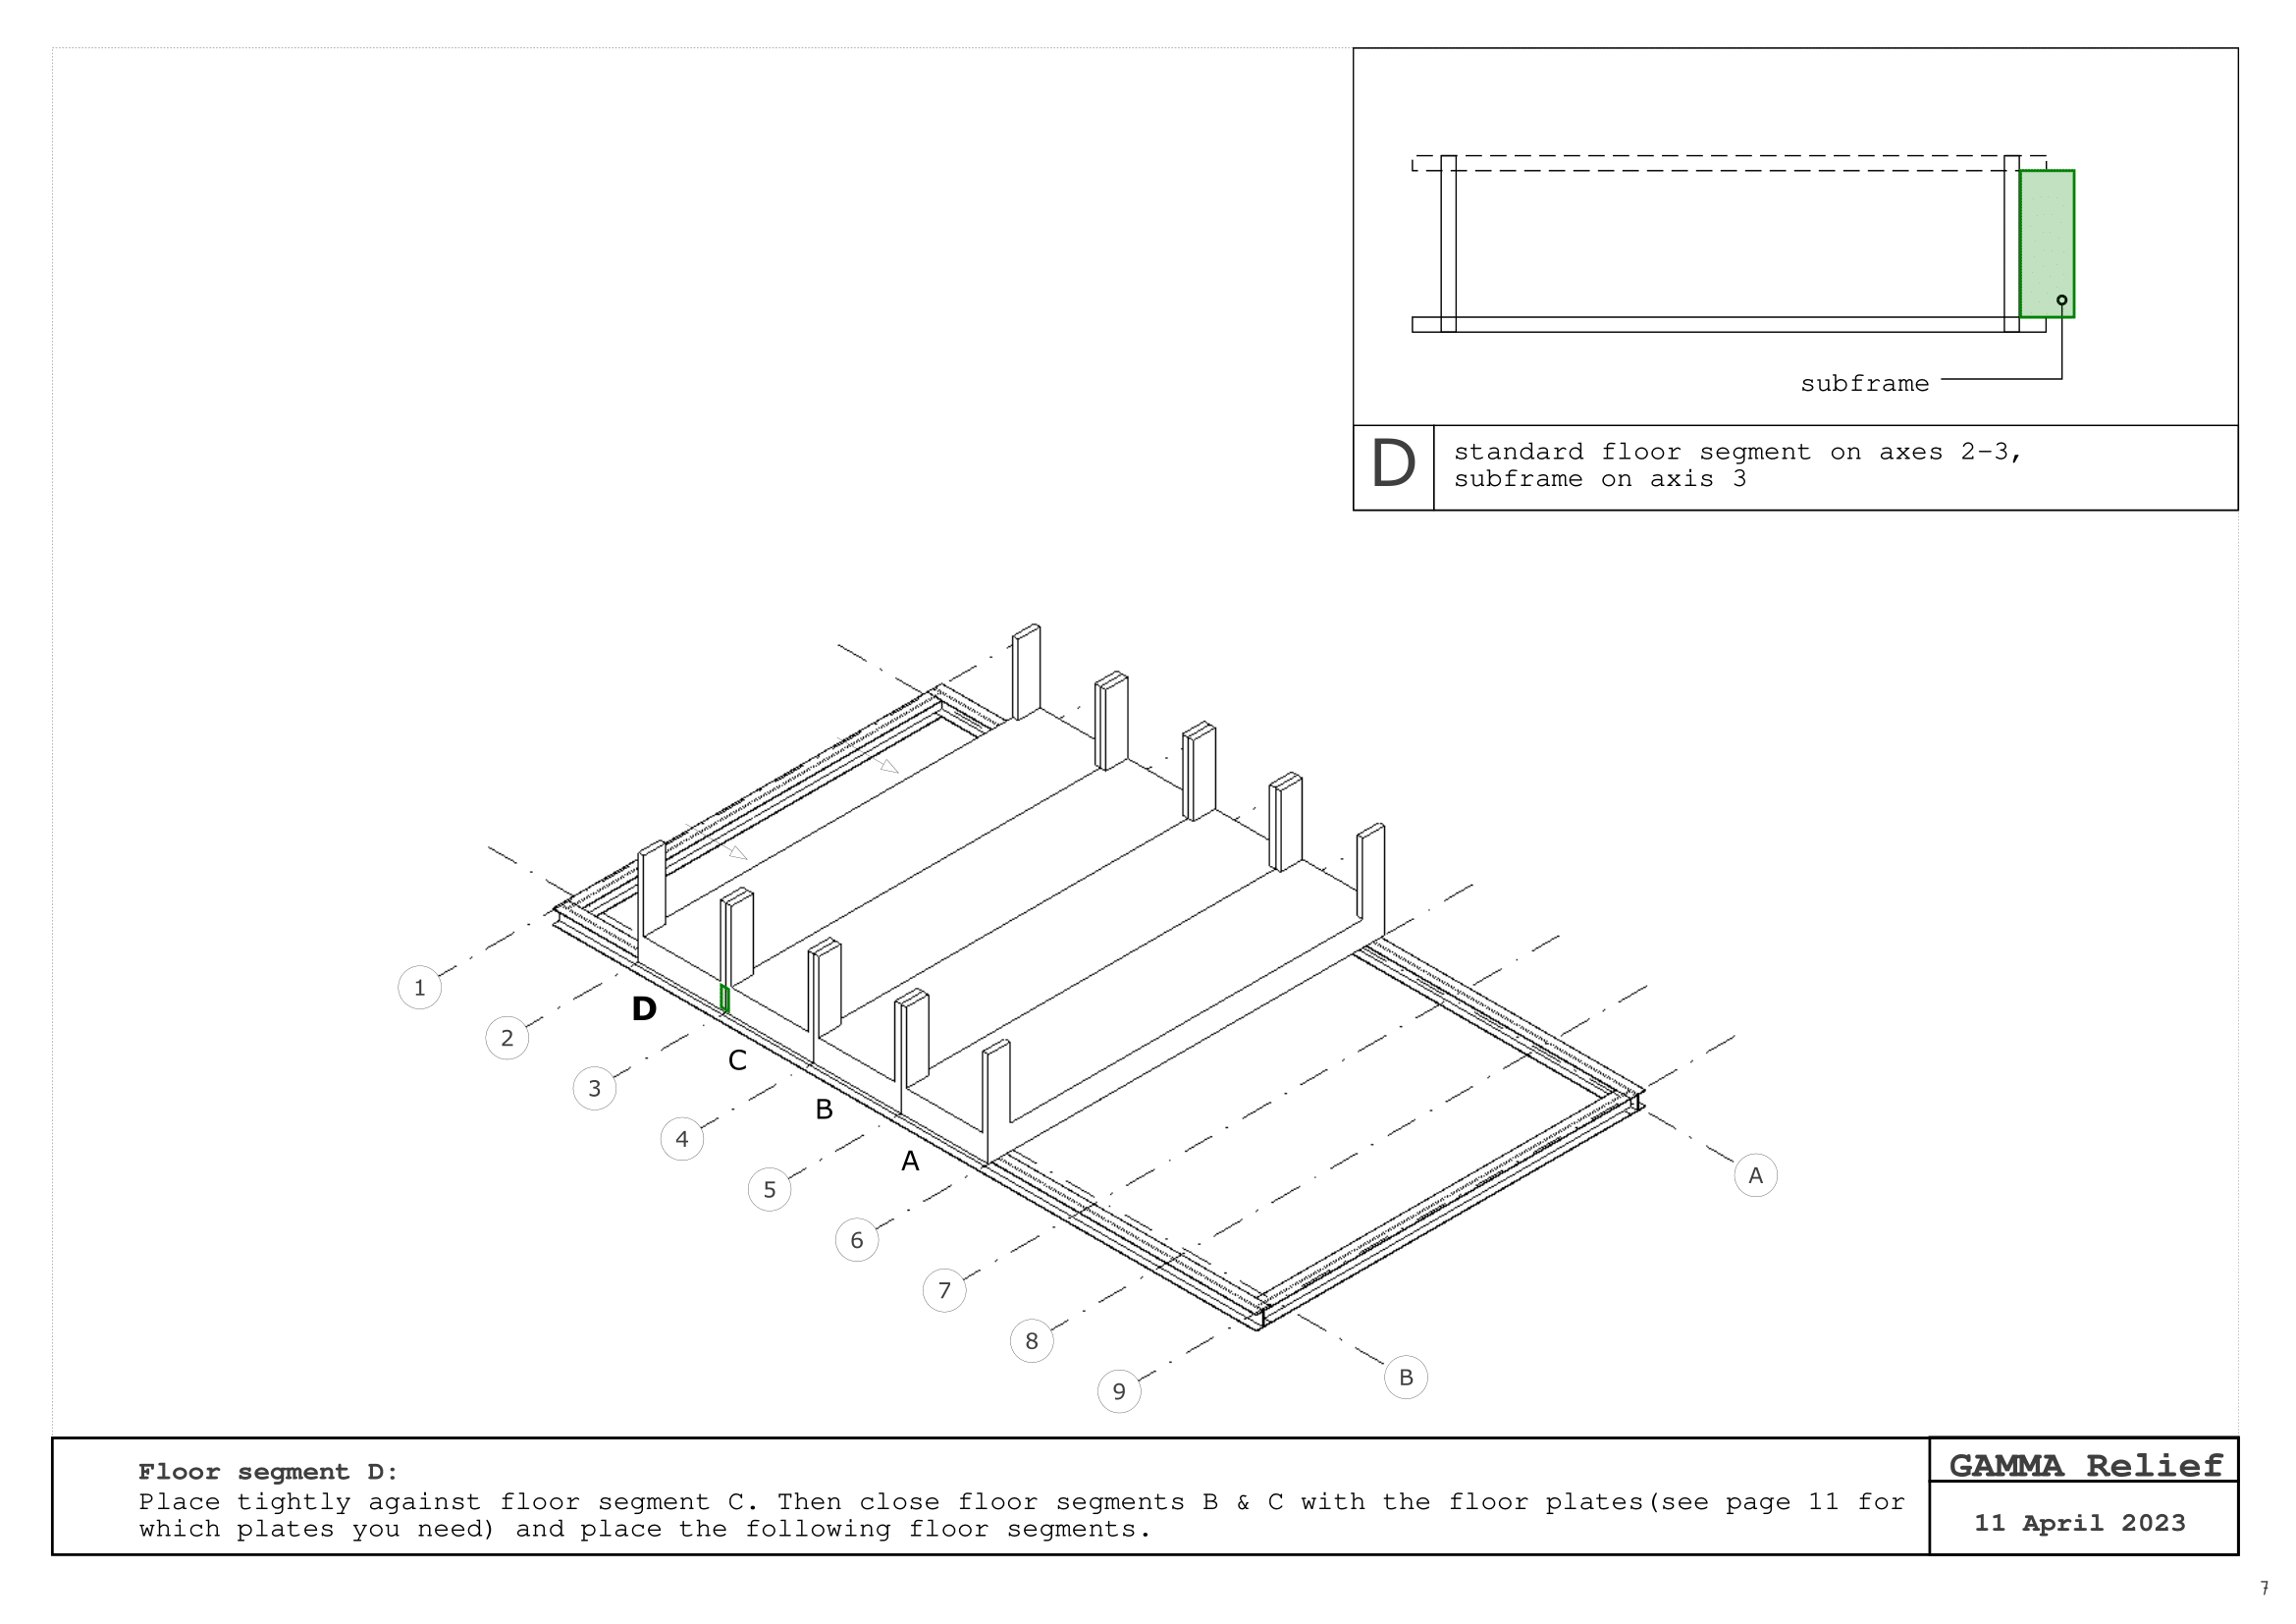 subframe
D
standard floor segment on axes 2-3,
subframe on axis 3
1
2
D
3
C
4
B
5
A
6
7
8
9
A
B
Floor segment D:
Place tightly against floor segment C. Then close floor segments B & C with the floor plates(see page 11 for
which plates you need) and place the following floor segments.
GAMMA Relief
11 April 2023
7